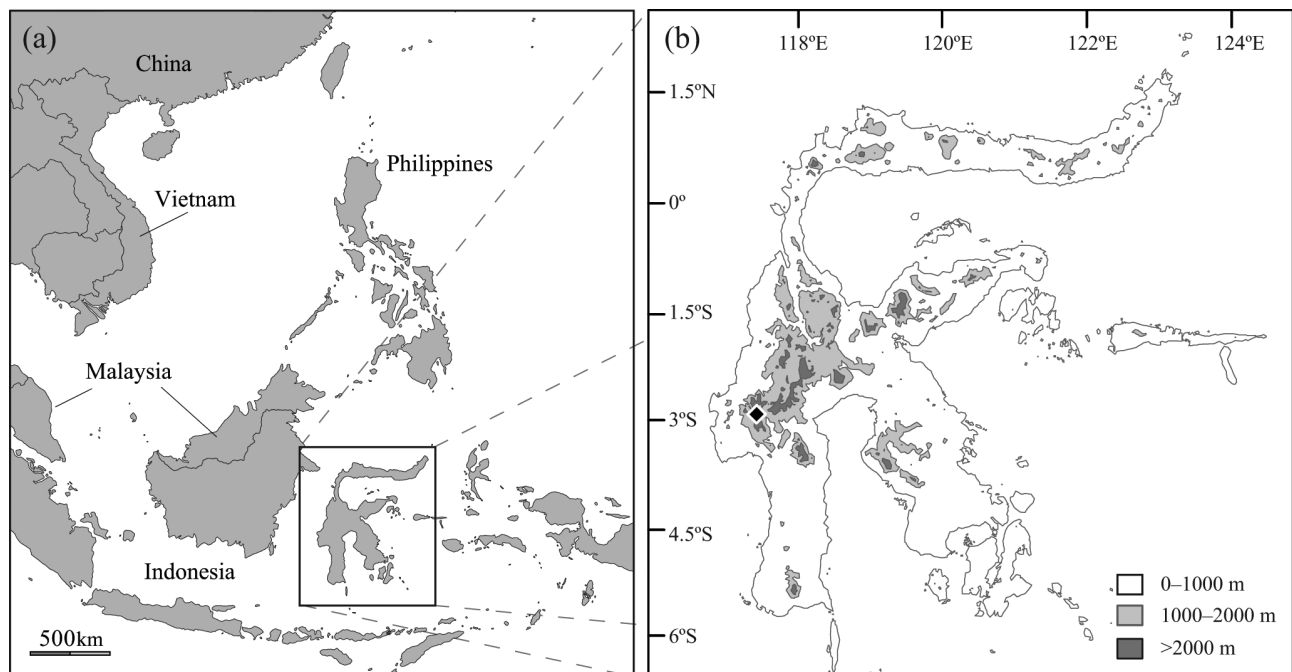 (a)
China
Philippines
Vietnam
Malaysia
Indonesia
500km
(b)
118ºE
120ºE
122ºE
124ºE
1.5ºN
0º
1.5ºS
3ºS
4.5ºS
6ºS
0–1000 m
1000–2000 m
>2000 m